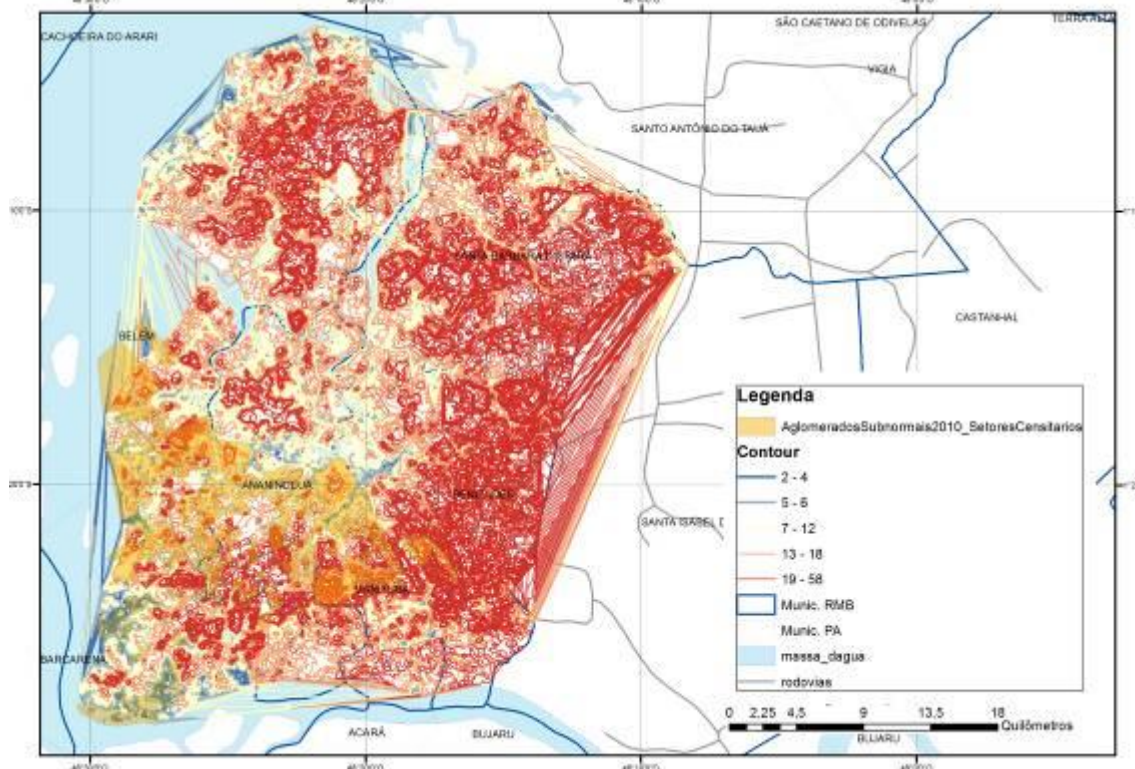 CACHOEIRA DO ARARI
SÃO CAETANO DE ODIVELAS
TERRA ALTA
VIGIA
SANTO ANTÔNIO DO TAUÁ
BELÉM
CASTANHAL
ANANINDEUA
SANTA ISABEL D
BARCARENA
ACARÁ
BUJARU
Legenda
AglomeradosSubnormais2010_SetoresCensitarios
Contour
2 - 4
5 - 6
7 - 12
13 - 18
19 - 58
Munic. RMB
Munic. PA
massa_dagua
rodovias
0 2,25 4,5 9 13,5 18
Quilômetros
BUJARU